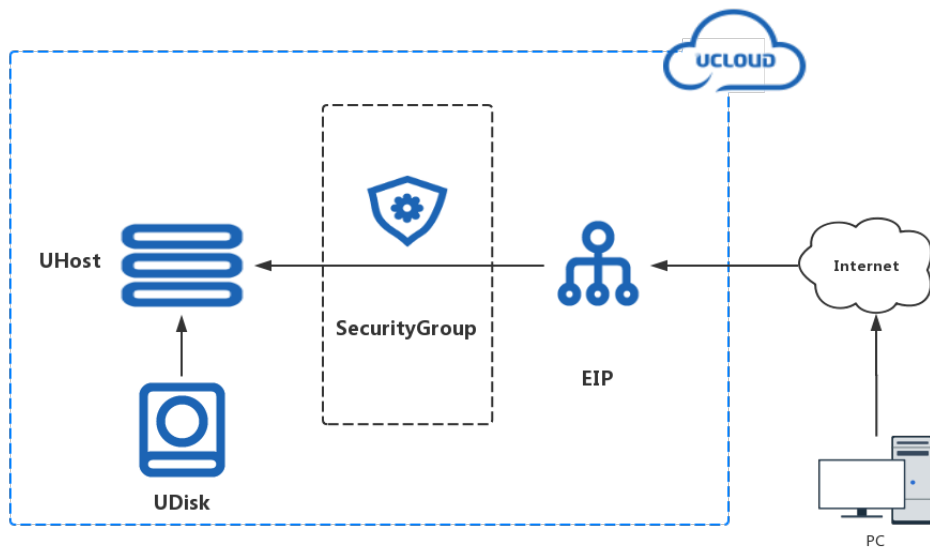 UCLOUD
UHost
SecurityGroup
Internet
EIP
UDisk
PC